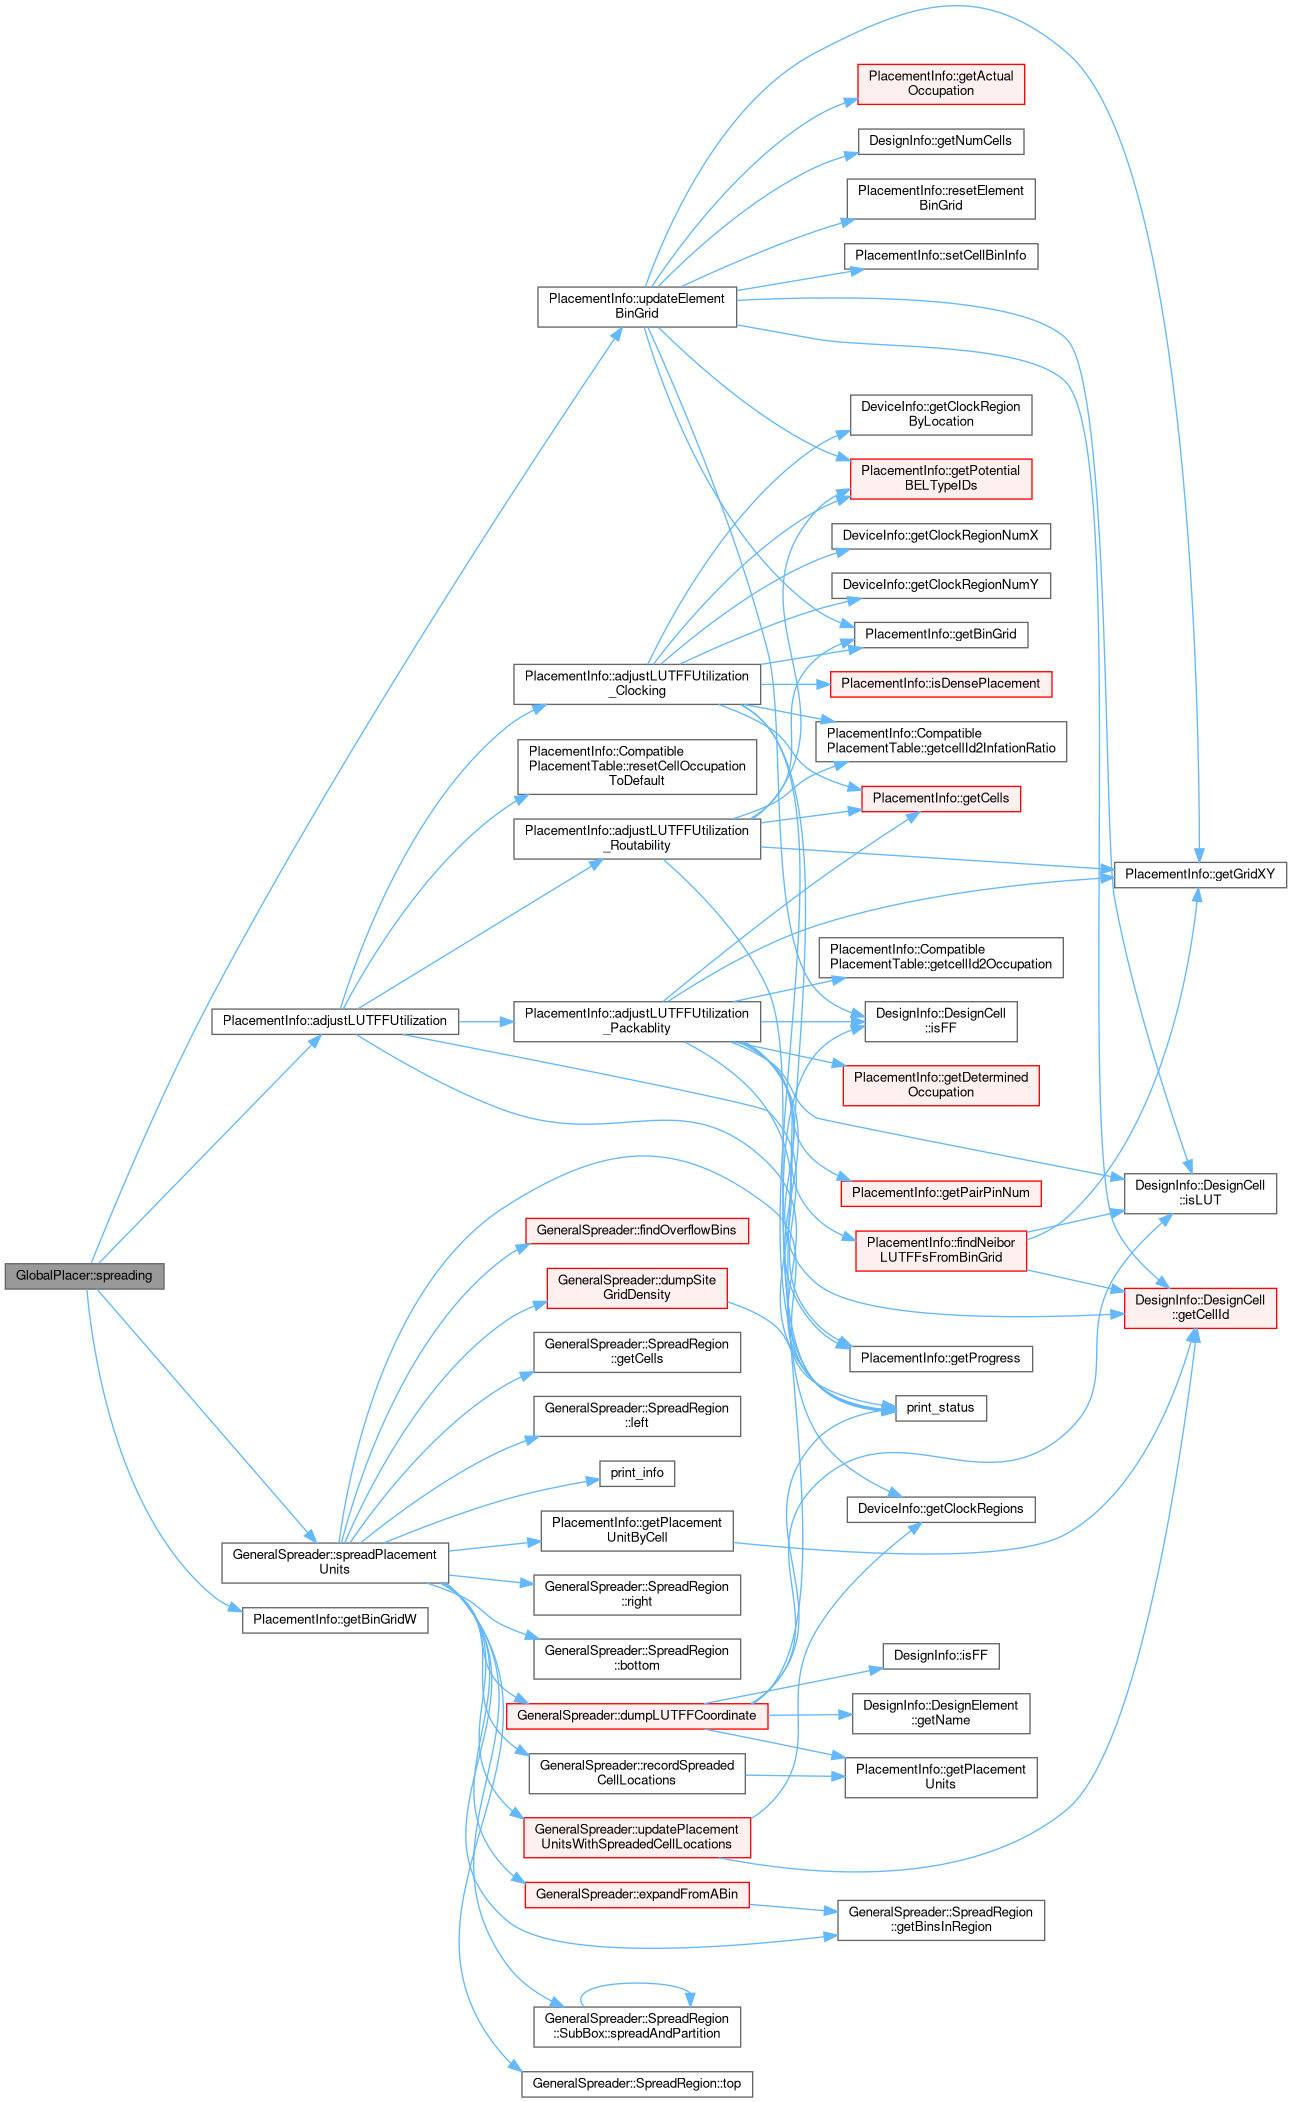 PlacementInfo::getActual
Occupation
DesignInfo::getNumCells
PlacementInfo::resetElement
BinGrid
PlacementInfo::setCellBinInfo
PlacementInfo::updateElement
BinGrid
DeviceInfo::getClockRegion
ByLocation
PlacementInfo::getPotential
BELTypeIDs
DeviceInfo::getClockRegionNumX
DeviceInfo::getClockRegionNumY
PlacementInfo::getBinGrid
PlacementInfo::adjustLUTFFUtilization
_Clocking
PlacementInfo::isDensePlacement
PlacementInfo::Compatible
PlacementTable::getcellId2InfationRatio
PlacementInfo::Compatible
PlacementTable::resetCellOccupation
ToDefault
PlacementInfo::getCells
PlacementInfo::adjustLUTFFUtilization
_Routability
PlacementInfo::getGridXY
PlacementInfo::Compatible
PlacementTable::getcellId2Occupation
PlacementInfo::adjustLUTFFUtilization
PlacementInfo::adjustLUTFFUtilization
_Packablity
DesignInfo::DesignCell
::isFF
PlacementInfo::getDetermined
Occupation
PlacementInfo::getPairPinNum
DesignInfo::DesignCell
::isLUT
GeneralSpreader::findOverflowBins
PlacementInfo::findNeibor
LUTFFsFromBinGrid
GlobalPlacer::spreading
GeneralSpreader::dumpSite
GridDensity
DesignInfo::DesignCell
::getCellId
GeneralSpreader::SpreadRegion
::getCells
PlacementInfo::getProgress
GeneralSpreader::SpreadRegion
::left
print_status
print_info
DeviceInfo::getClockRegions
PlacementInfo::getPlacement
UnitByCell
GeneralSpreader::spreadPlacement
Units
GeneralSpreader::SpreadRegion
::right
PlacementInfo::getBinGridW
GeneralSpreader::SpreadRegion
::bottom
DesignInfo::isFF
GeneralSpreader::dumpLUTFFCoordinate
DesignInfo::DesignElement
::getName
GeneralSpreader::recordSpreaded
CellLocations
PlacementInfo::getPlacement
Units
GeneralSpreader::updatePlacement
UnitsWithSpreadedCellLocations
GeneralSpreader::expandFromABin
GeneralSpreader::SpreadRegion
::getBinsInRegion
GeneralSpreader::SpreadRegion
::SubBox::spreadAndPartition
GeneralSpreader::SpreadRegion::top